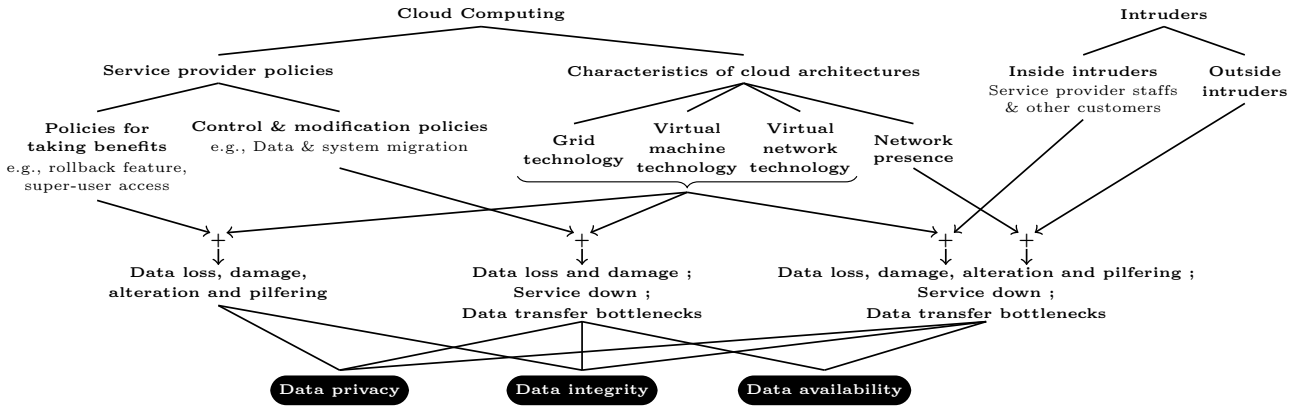 Cloud Computing
Intruders
Service provider policies
Characteristics of cloud architectures
Inside intruders
Service provider staffs
& other customers
Outside
intruders
Policies for
taking benefits
e.g., rollback feature,
super-user access
Control & modification policies
e.g., Data & system migration
Grid
technology
Virtual
machine
technology
Virtual
network
technology
Network
presence
+
+
+
+
Data loss, damage,
alteration and pilfering
Data loss and damage ;
Service down ;
Data transfer bottlenecks
Data loss, damage, alteration and pilfering ;
Service down ;
Data transfer bottlenecks
Data privacy
Data integrity
Data availability